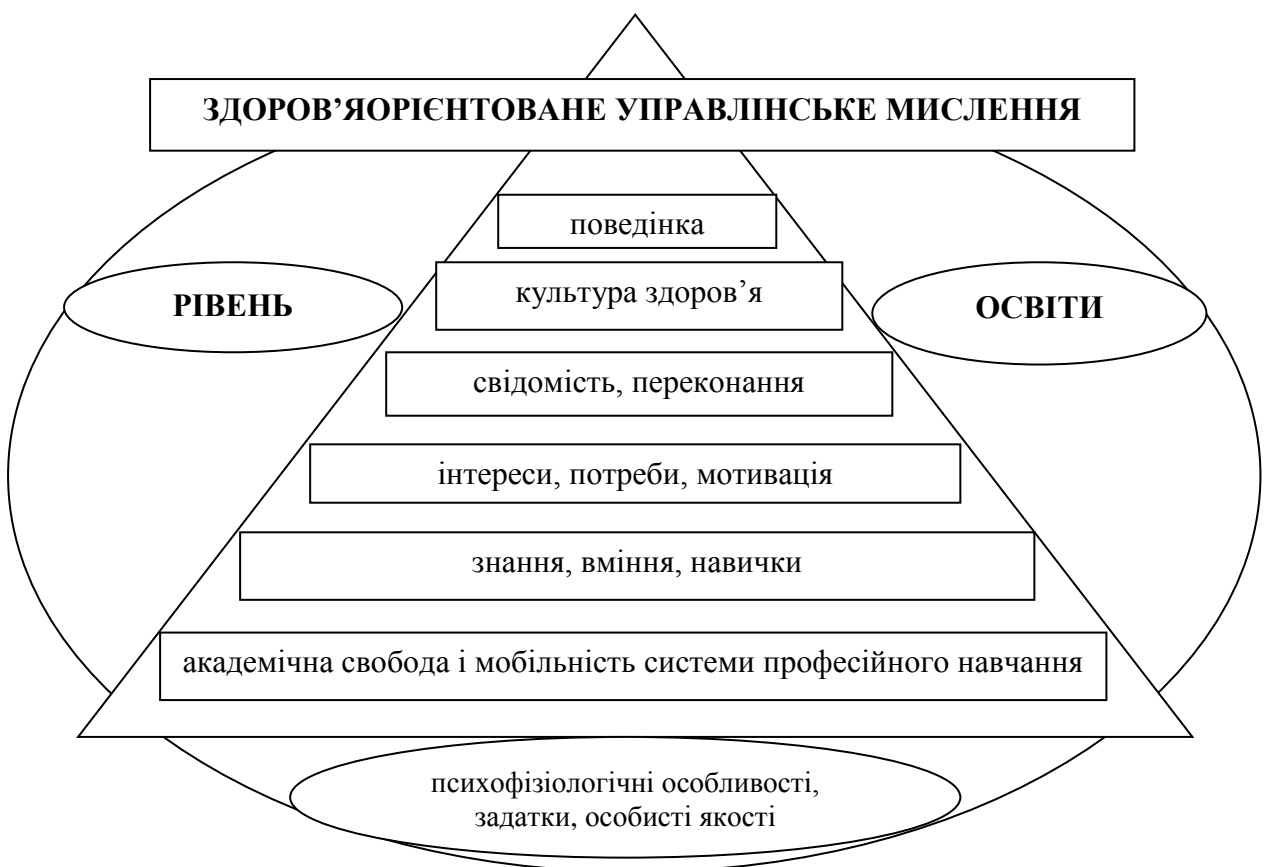 ЗДОРОВ’ЯОРІЄНТОВАНЕ УПРАВЛІНСЬКЕ МИСЛЕННЯ
поведінка
культура здоров’я
РІВЕНЬ
ОСВІТИ
свідомість, переконання
інтереси, потреби, мотивація
знання, вміння, навички
академічна свобода і мобільність системи професійного навчання
психофізіологічні особливості,
задатки, особисті якості